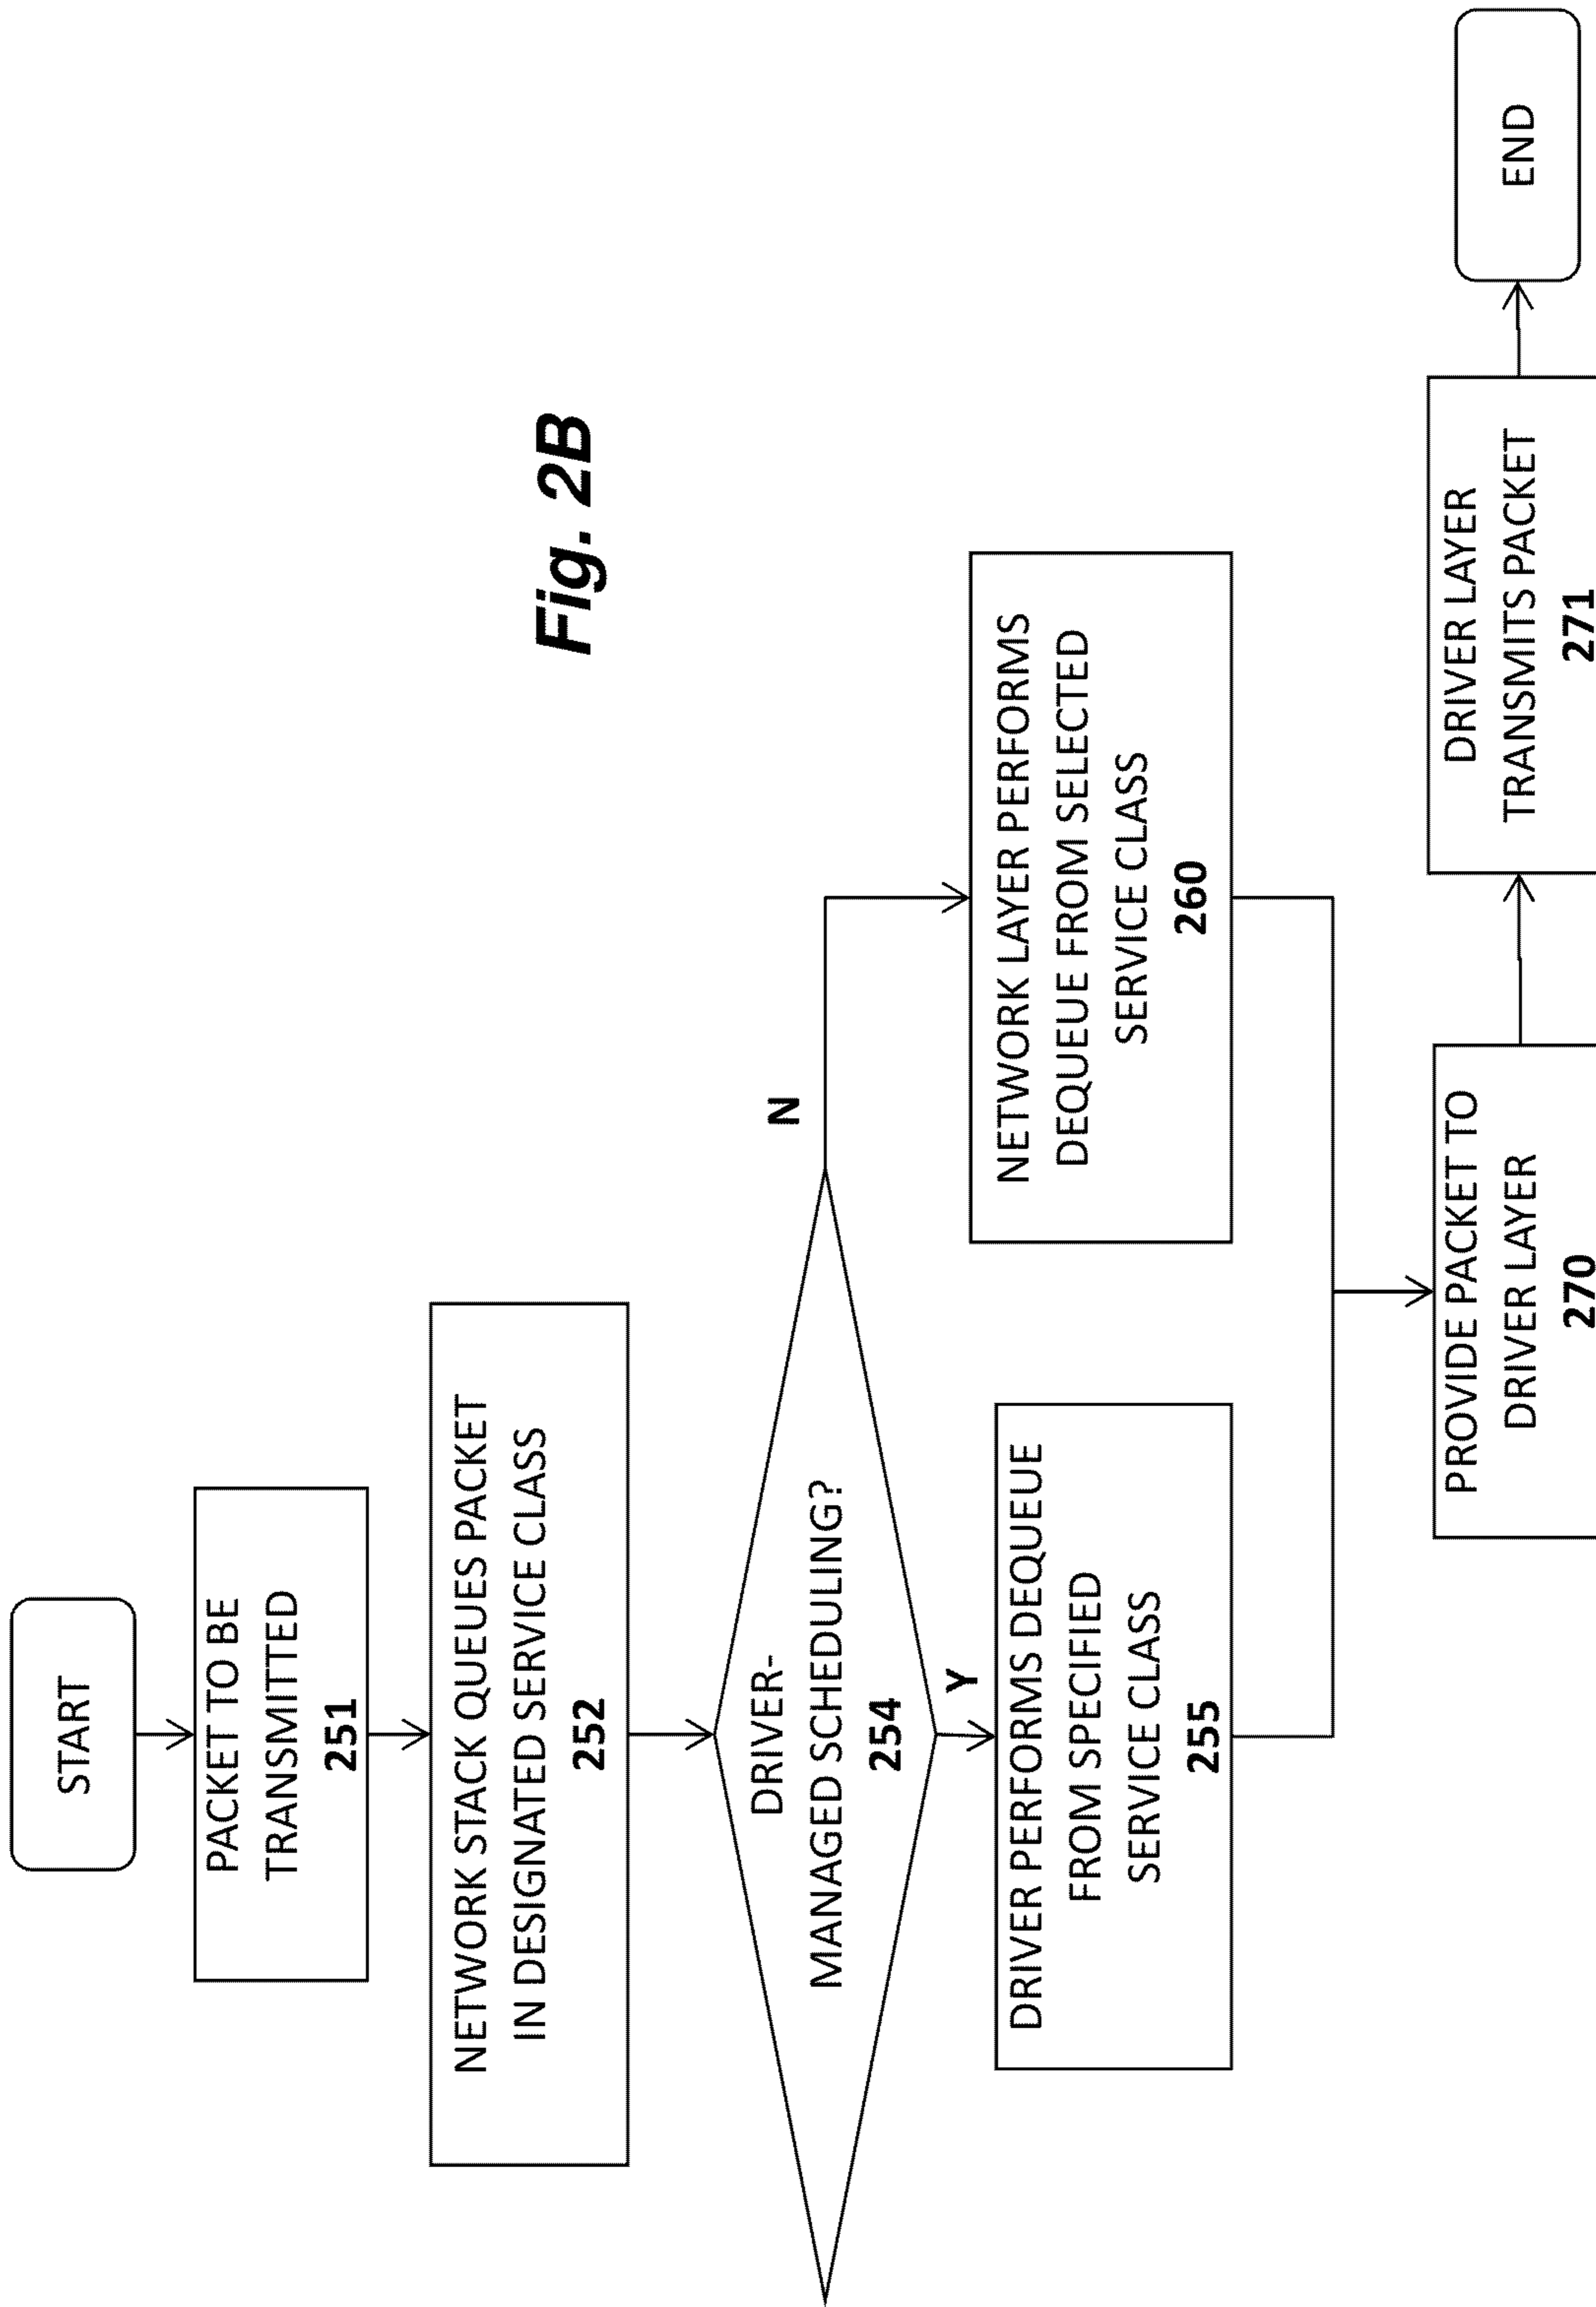 START
PACKET TO BE
TRANSMITTED
251
NETWORK STACK QUEUES PACKET
IN DESIGNATED SERVICE CLASS
252
DRIVER-
MANAGED SCHEDULING?
254
Y
N
DRIVER PERFORMS DEQUEUE
FROM SPECIFIED
SERVICE CLASS
255
NETWORK LAYER PERFORMS
DEQUEUE FROM SELECTED
SERVICE CLASS
260
PROVIDE PACKET TO
DRIVER LAYER
270
DRIVER LAYER
TRANSMITS PACKET
271
END
Fig. 2B